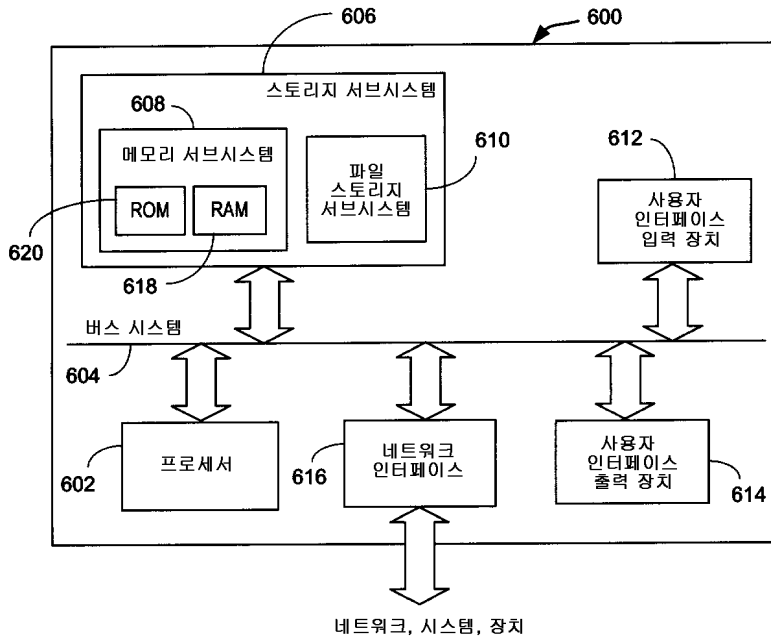 600
606
스토리지 서브시스템
608
메모리 서브시스템
610
파일
스토리지
서브시스템
612
사용자
인터페이스
입력 장치
ROM
RAM
620
618
버스 시스템
604
프로세서
602
네트워크
인터페이스
616
사용자
인터페이스
출력 장치
614
네트워크, 시스템, 장치